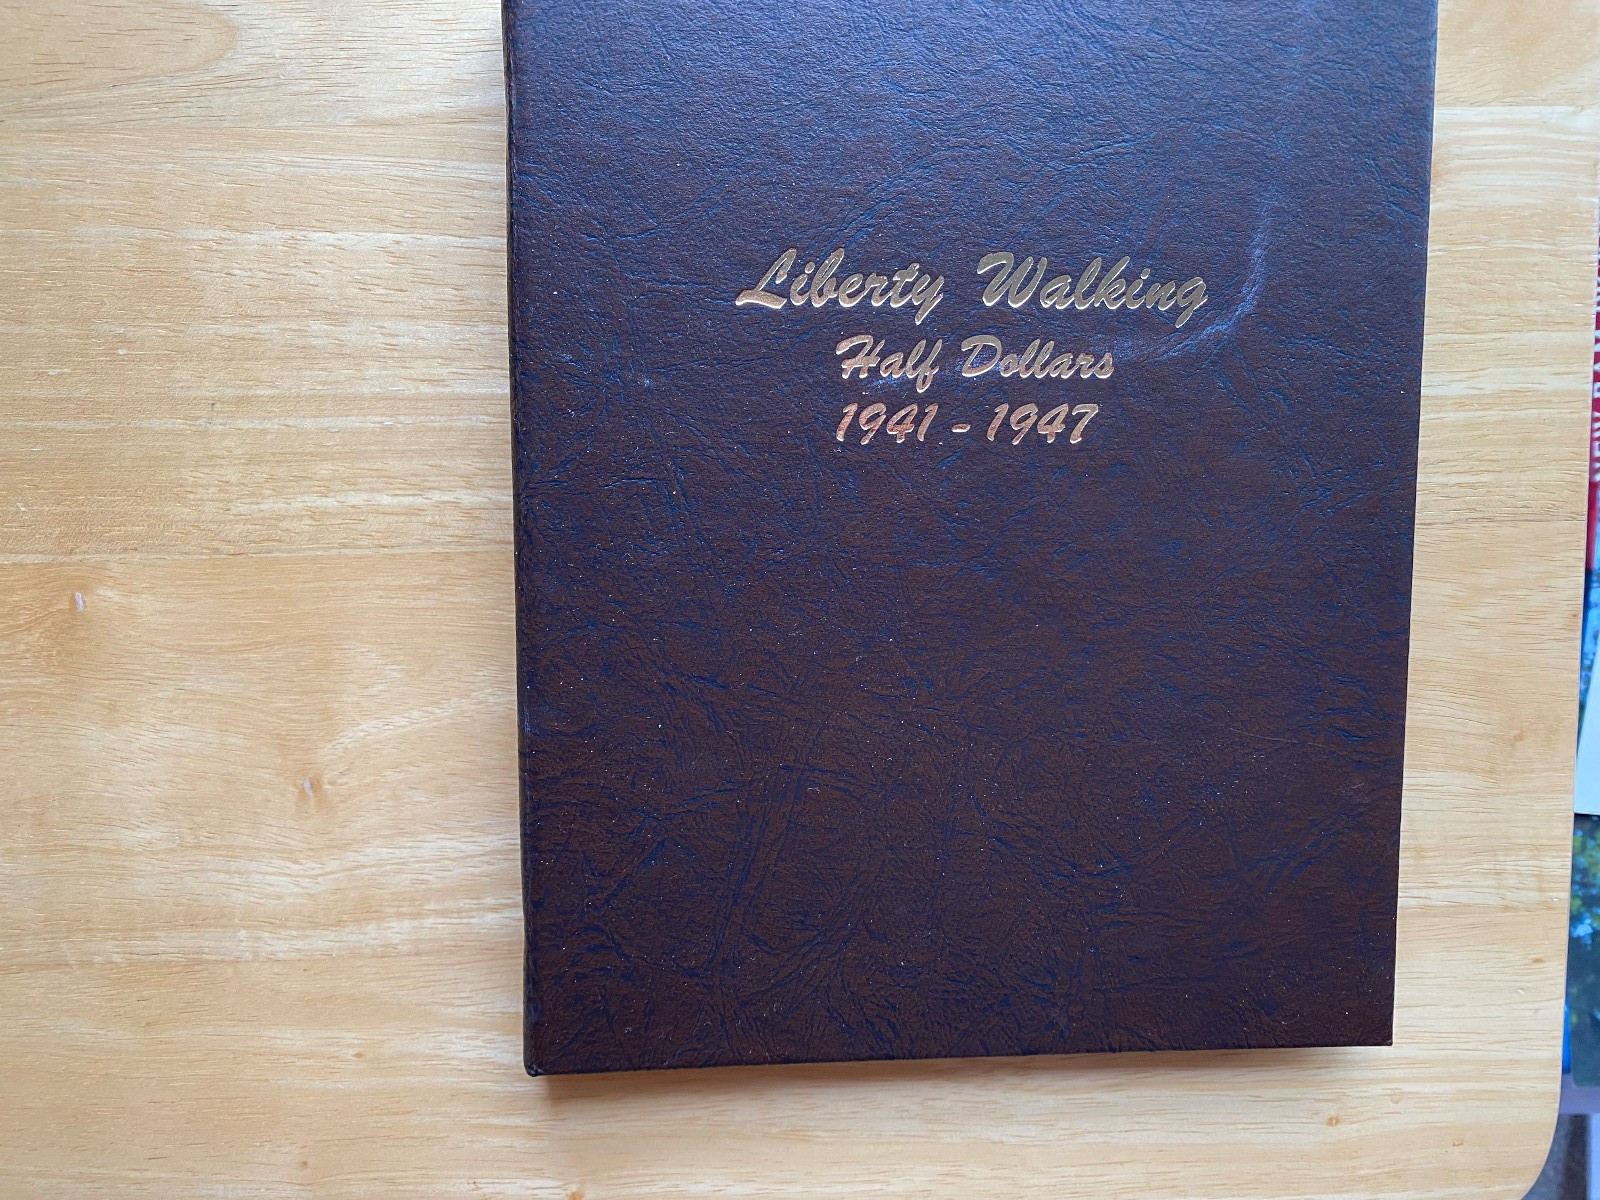 Liberty Walking
Half Dollars
1941 - 1947